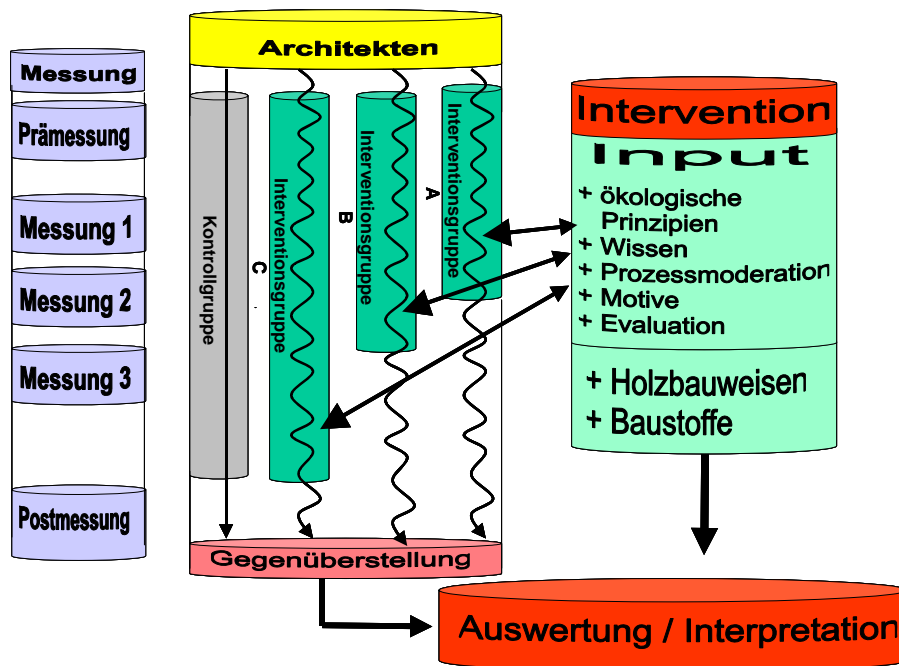 Messung
Prämessung
Messung 1
Messung 2
Messung 3
Postmessung
Architekten
Kontrollgruppe
Interventionsgruppe
C
Interventionsgruppe
B
Interventionsgruppe
A
Gegenüberstellung
Intervention
Input
+ ökologische
Prinzipien
+ Wissen
+ Prozessmoderation
+ Motive
+ Evaluation
+ Holzbauweisen
+ Baustoffe
Auswertung / Interpretation